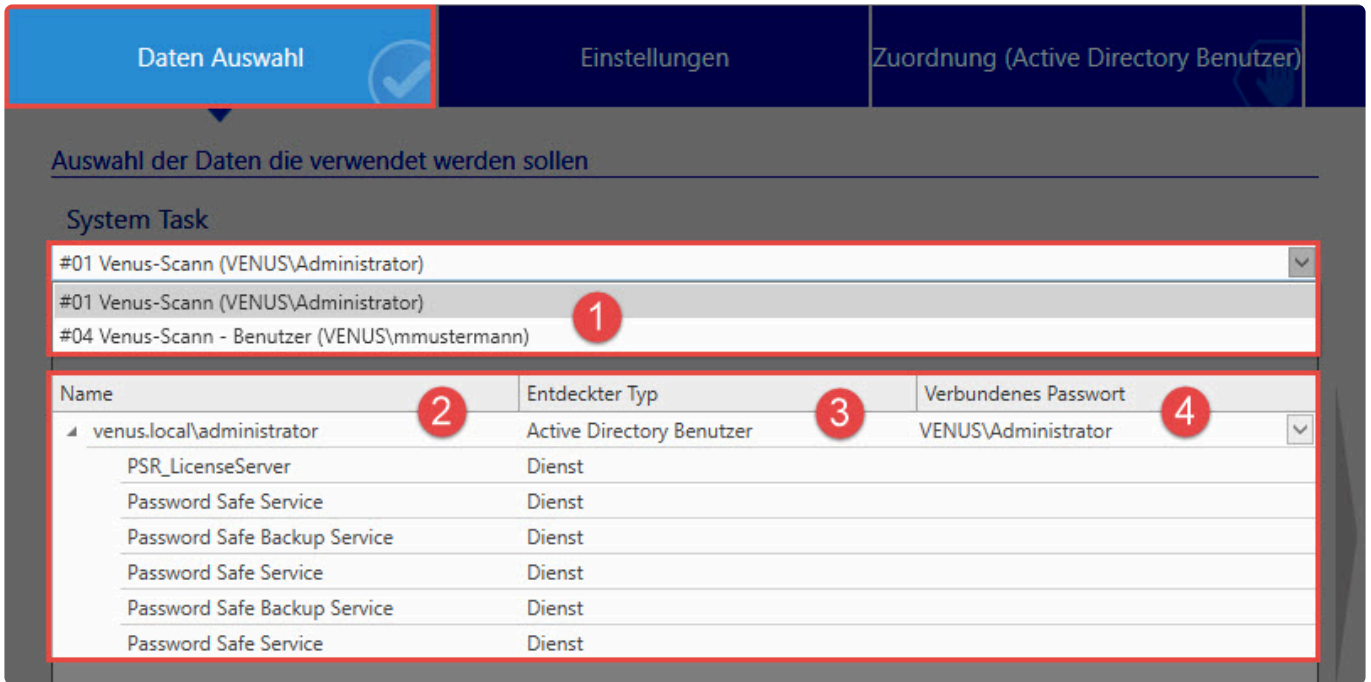 Daten Auswahl Einstellungen Zuordnung (Active Directory Benutzer)
Auswahl der Daten die verwendet werden sollen
System Task
#01 Venus-Scann (VENUS\Administrator)
#01 Venus-Scann (VENUS\Administrator)
1
#04 Venus-Scann - Benutzer (VENUS\mmustermann)
Name 2 Entdeckter Typ 3 Verbundenes Passwort 4
venus.local\administrator Active Directory Benutzer VENUS\Administrator
PSR_LicenseServer Dienst
Password Safe Service Dienst
Password Safe Backup Service Dienst
Password Safe Service Dienst
Password Safe Backup Service Dienst
Password Safe Service Dienst